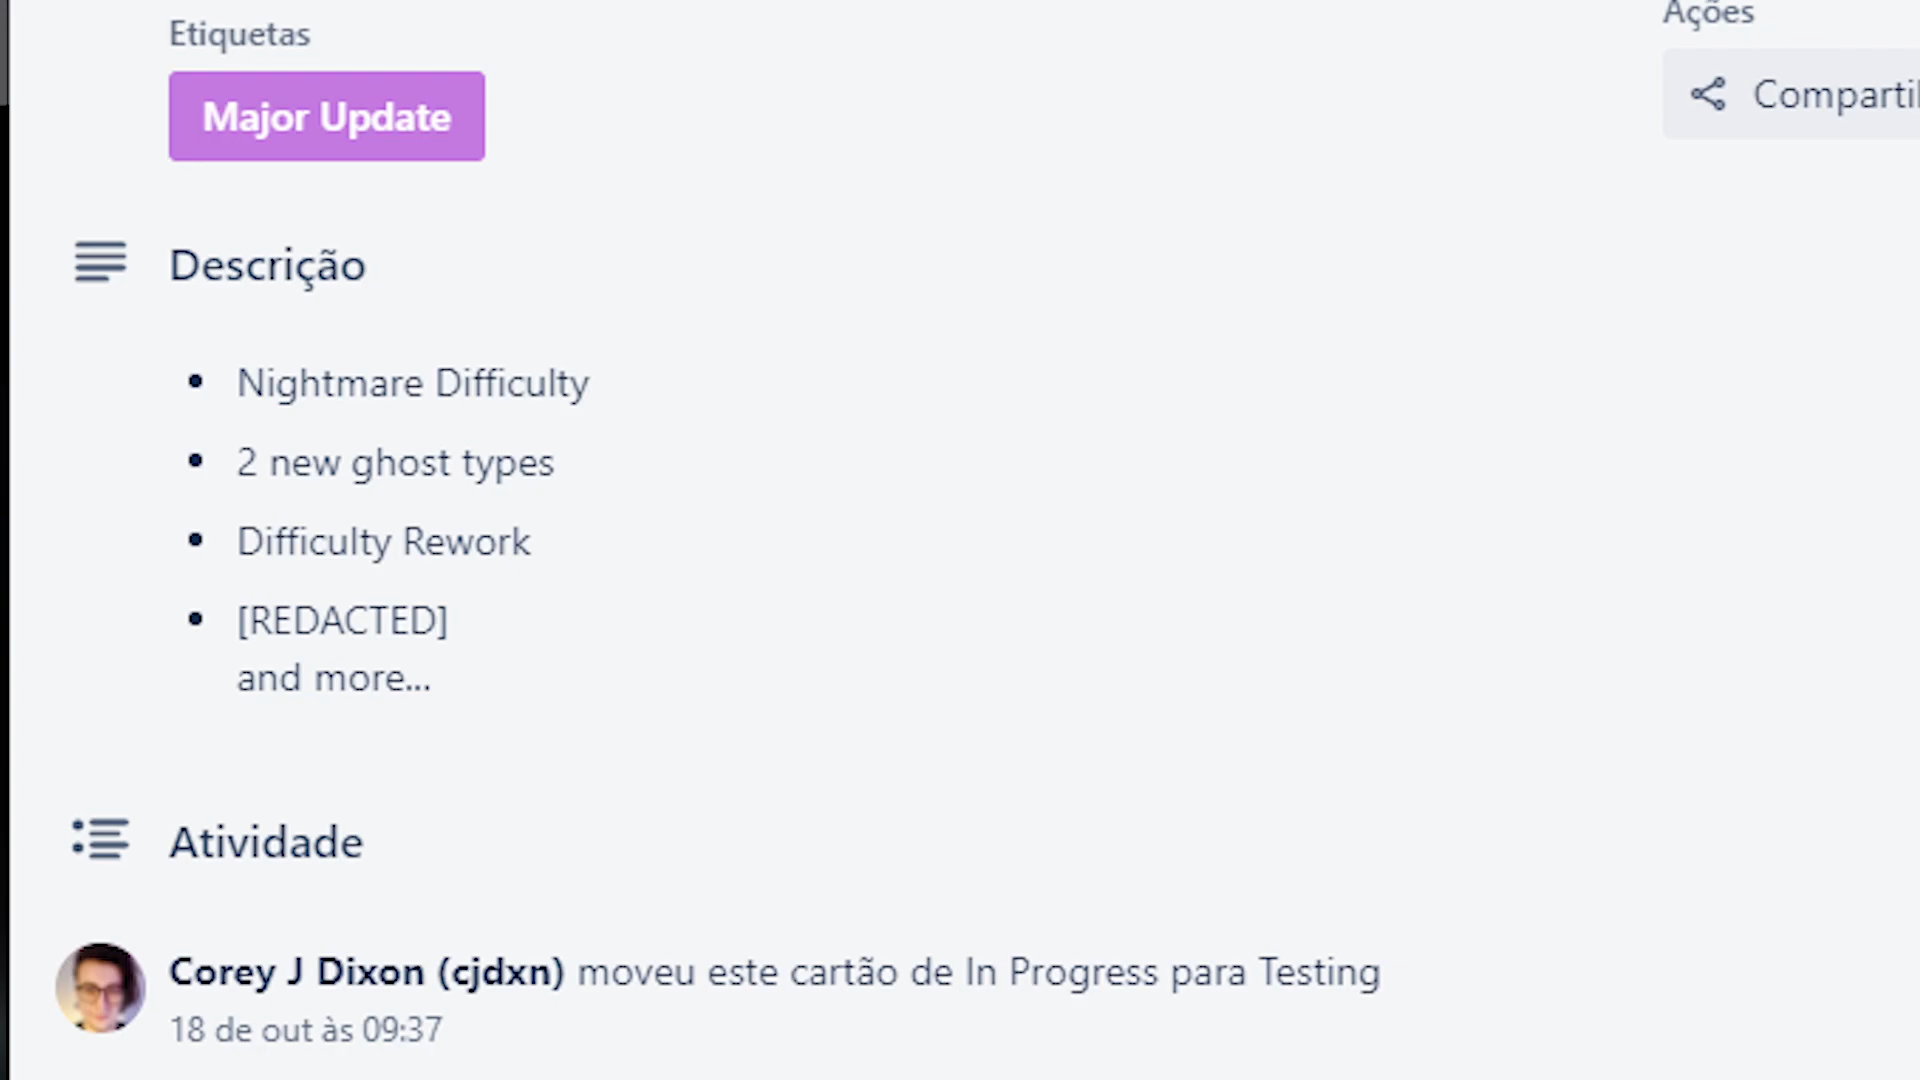 Etiquetas
Ações
Major Update
Descrição
Nightmare Difficulty
2 new ghost types
Difficulty Rework
[REDACTED]
and more...
Atividade
Corey J Dixon (cjdxn) moveu este cartão de In Progress para Testing
18 de out às 09:37